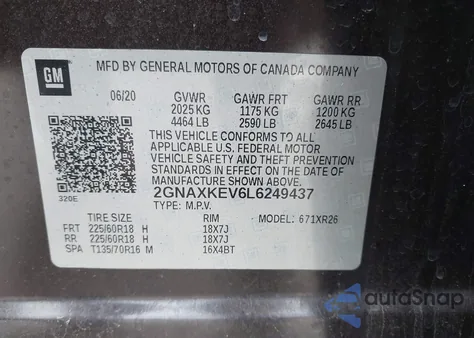 GM
MFD BY GENERAL MOTORS OF CANADA COMPANY
06/20 GVWR GAWR FRT GAWR RR
2025 KG 1175 KG 1200 KG
4464 LB 2590 LB 2645 LB
THIS VEHICLE CONFORMS TO ALL
APPLICABLE U.S. FEDERAL MOTOR
VEHICLE SAFETY AND THEFT PREVENTION
STANDARDS IN EFFECT ON THE DATE
OF MANUFACTURE SHOWN ABOVE.
320E 2GNAXKEV6L6249437
TYPE: M.P.V. MODEL: 671XR26
TIRE SIZE RIM
FRT 225/60R18 H 18X7J
RR 225/60R18 H 18X7J
SPA T135/70R16 M 16X4BT
autoSnap